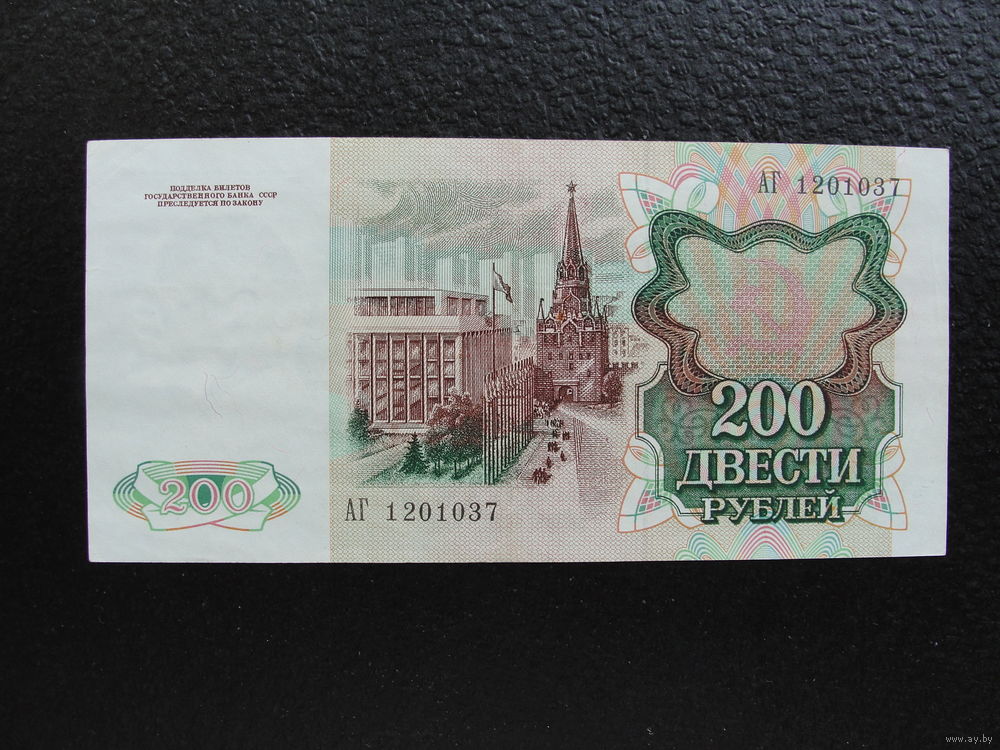 ПОДДЕЛКА БИЛЕТОВ
ГОСУДАРСТВЕННОГО БАНКА СССР
ПРЕСЛЕДУЕТСЯ ПО ЗАКОНУ
АГ 1201037
200
ДВЕСТИ
РУБЛЕЙ
200
АГ 1201037
www.ay.by